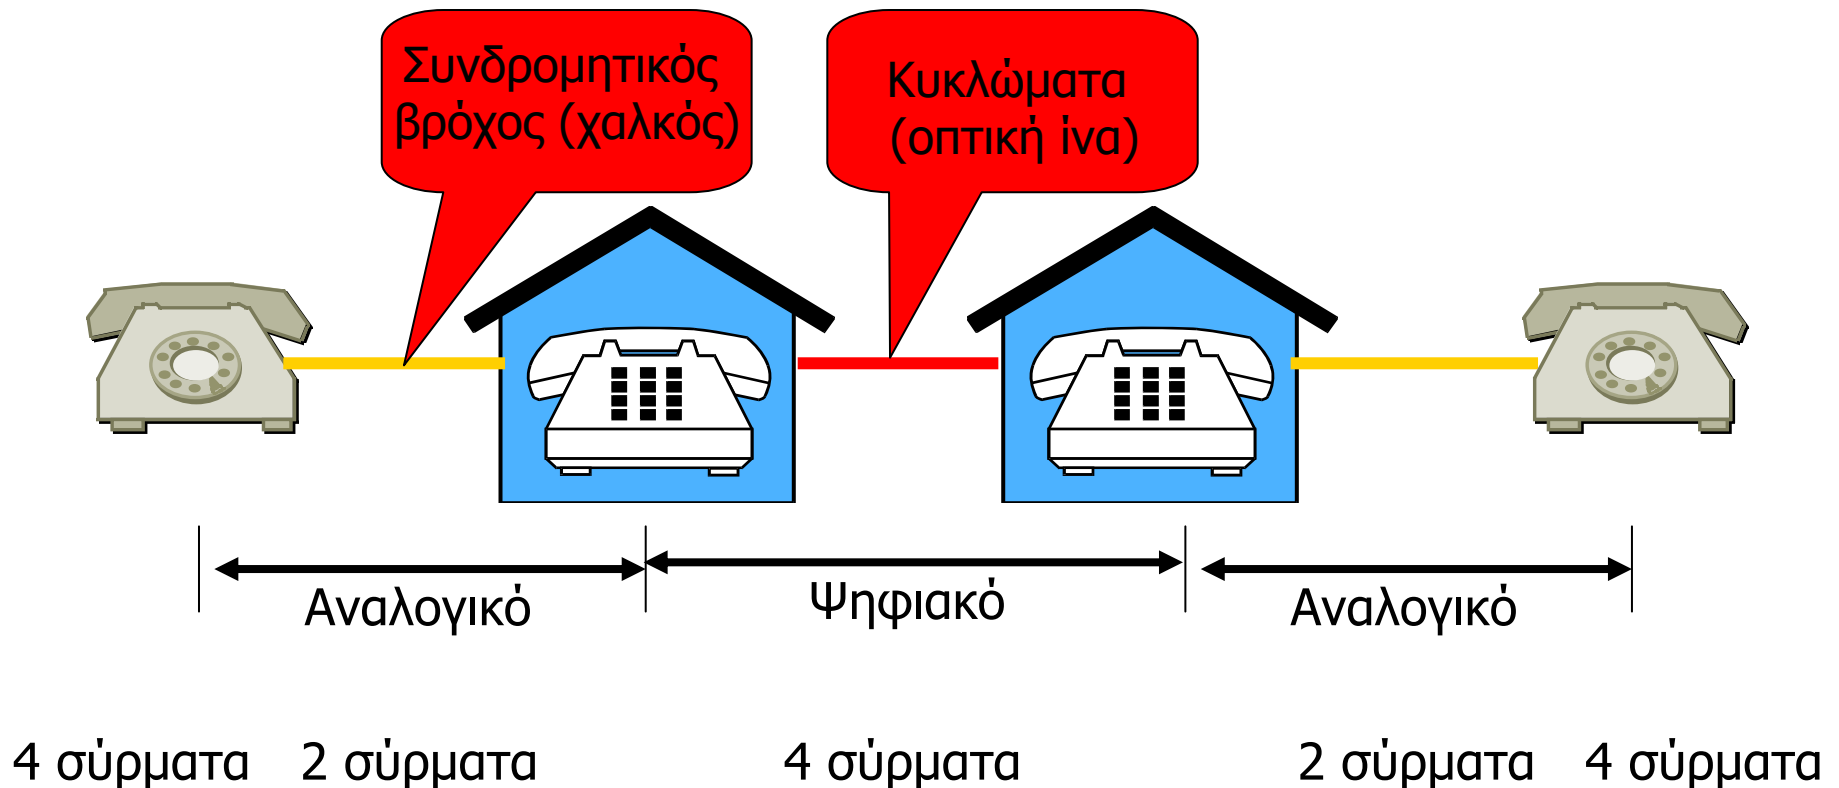 Συνδρομητικός
βρόχος (χαλκός)
Κυκλώματα
(οπτική ίνα)
Αναλογικό
Ψηφιακό
Αναλογικό
4 σύρματα 2 σύρματα 4 σύρματα 2 σύρματα 4 σύρματα